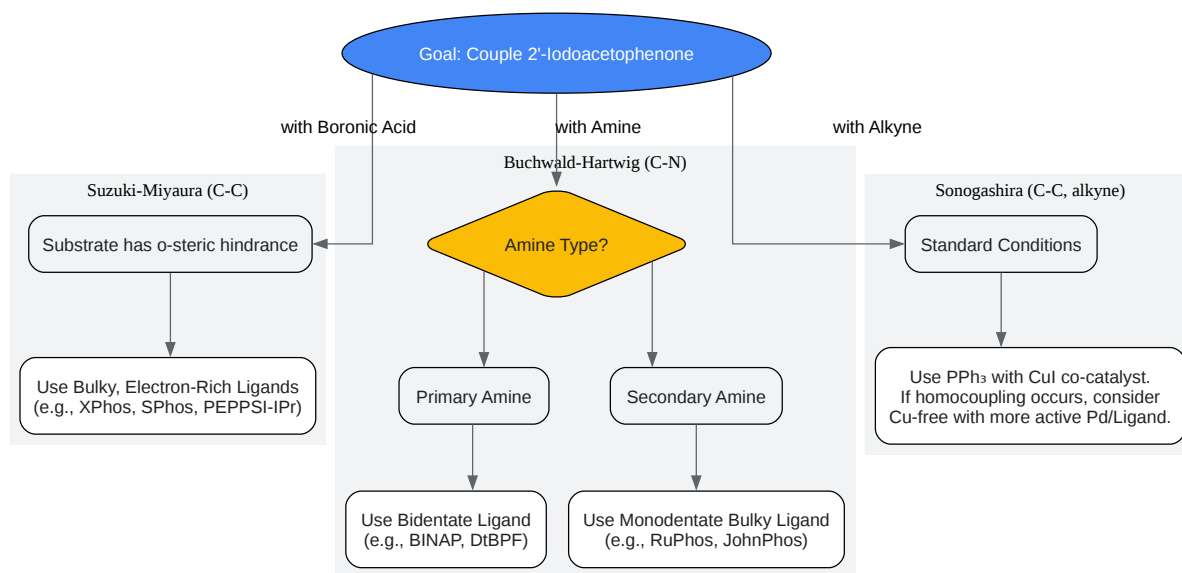 Goal: Couple 2'-Iodoacetophenone
with Boronic Acid
with Amine
with Alkyne
Suzuki-Miyaura (C-C)
Substrate has o-steric hindrance
Use Bulky, Electron-Rich Ligands
(e.g., XPhos, SPhos, PEPPSI-IPr)
Buchwald-Hartwig (C-N)
Amine Type?
Primary Amine
Secondary Amine
Use Bidentate Ligand
(e.g., BINAP, DtBPF)
Use Monodentate Bulky Ligand
(e.g., RuPhos, JohnPhos)
Sonogashira (C-C, alkyne)
Standard Conditions
Use PPh₃ with CuI co-catalyst.
If homocoupling occurs, consider
Cu-free with more active Pd/Ligand.